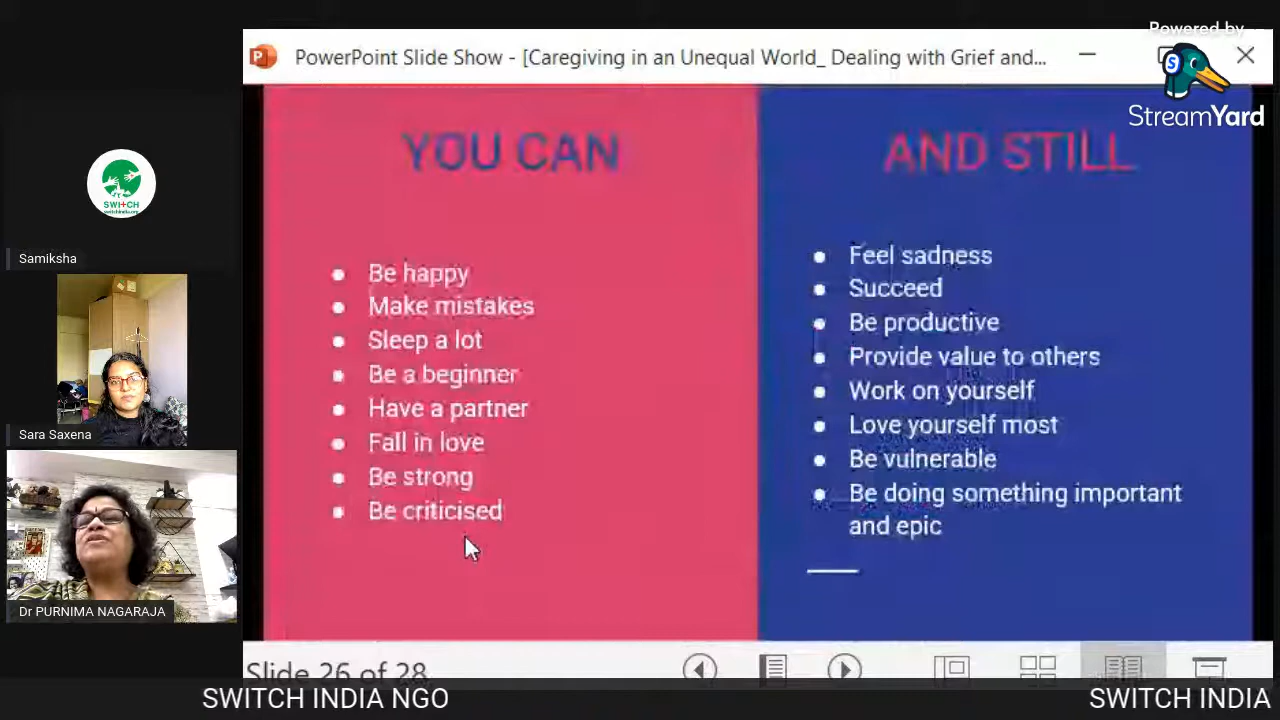 Powered by
PowerPoint Slide Show - [Caregiving in an Unequal World_ Dealing with Grief and...
StreamYard
YOU CAN
Be happy
Make mistakes
Sleep a lot
Be a beginner
Have a partner
Fall in love
Be strong
Be criticised
AND STILL
Feel sadness
Succeed
Be productive
Provide value to others
Work on yourself
Love yourself most
Be vulnerable
Be doing something important
and epic
SWITCH
switchindia.org
Samiksha
Sara Saxena
Dr PURNIMA NAGARAJA
Slide 26 of 28
SWITCH INDIA NGO
SWITCH INDIA